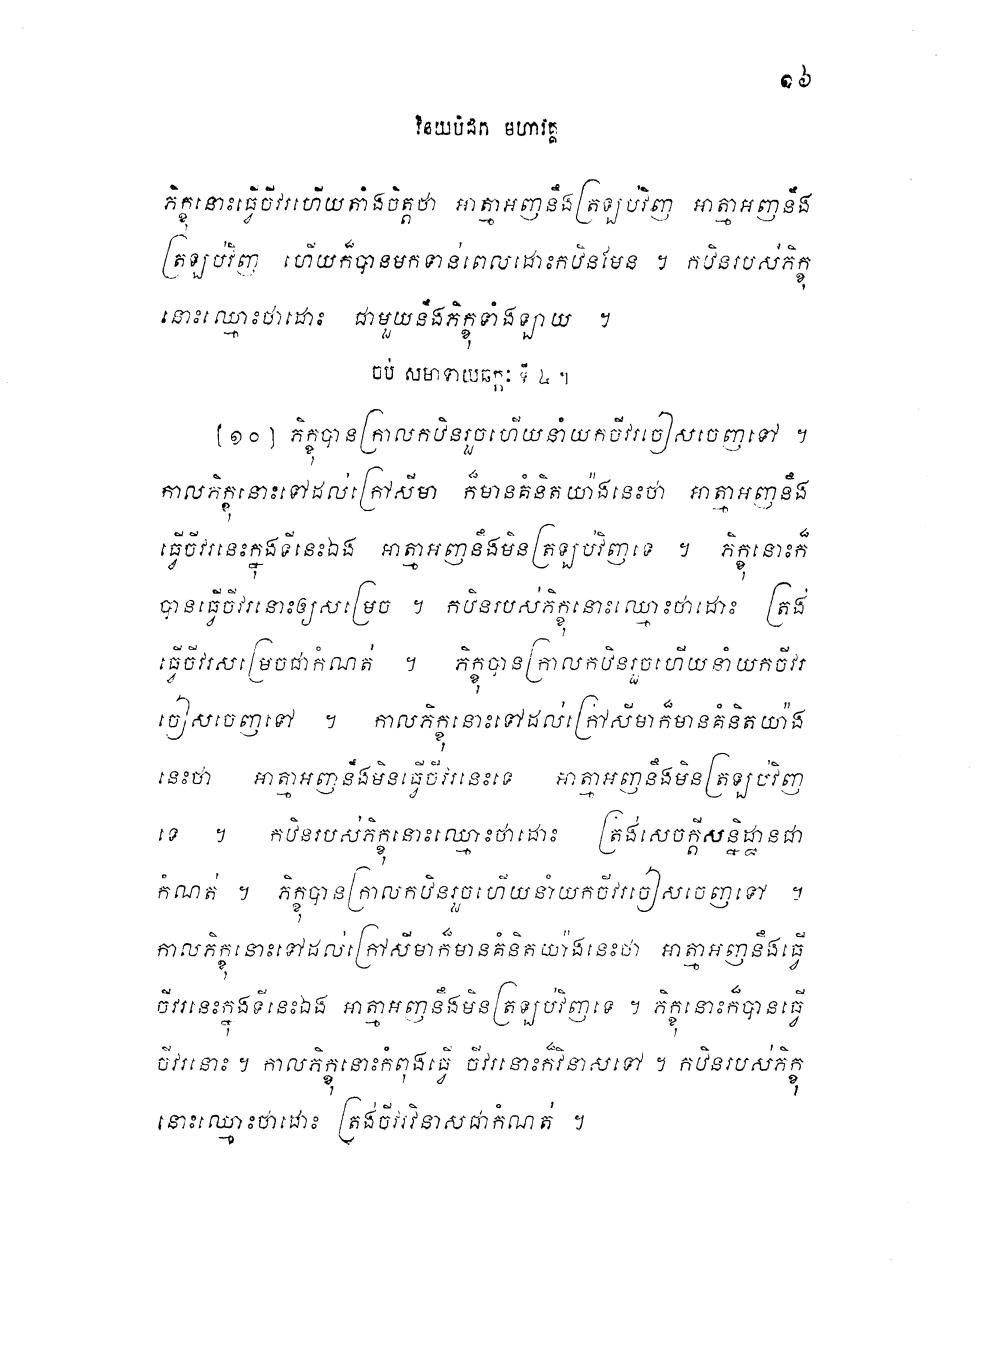 ១៦
វិនយបិដក មហាវគ្គ
ភិក្ខុនោះធ្វើចីវរហើយតាំងចិត្តថា អាត្មាអញនឹងត្រឡប់វិញ អាត្មាអញនឹង
ត្រឡប់វិញ ហើយក៏បានមកទាន់ពេលដោះកឋិនមែន ។ កឋិនរបស់ភិក្ខុ
នោះឈ្មោះថាដោះ ជាមួយនឹងភិក្ខុទាំងឡាយ ។
ចប់ សមាទាយឆក្កៈ ទី ៤ ។
[១០] ភិក្ខុបានក្រាលកឋិនរួចហើយនាំយកចីវរចៀសចេញទៅ ។
កាលភិក្ខុនោះទៅដល់ក្រៅសីមា ក៏មានគំនិតយ៉ាងនេះថា អាត្មាអញនឹង
ធ្វើចីវរនេះក្នុងទីនេះឯង អាត្មាអញនឹងមិនត្រឡប់វិញទេ ។ ភិក្ខុនោះក៏
បានធ្វើចីវរនោះឲ្យសម្រេច ។ កឋិនរបស់ភិក្ខុនោះឈ្មោះថាដោះ ត្រង់
ធ្វើចីវរសម្រេចជាកំណត់ ។ ភិក្ខុបានក្រាលកឋិនរួចហើយនាំយកចីវរ
ចៀសចេញទៅ ។ កាលភិក្ខុនោះទៅដល់ក្រៅសីមាក៏មានគំនិតយ៉ាង
នេះថា អាត្មាអញនឹងមិនធ្វើចីវរនេះទេ អាត្មាអញនឹងមិនត្រឡប់វិញ
ទេ ។ កឋិនរបស់ភិក្ខុនោះឈ្មោះថាដោះ ត្រង់សេចក្តីសន្និដ្ឋានជា
កំណត់ ។ ភិក្ខុបានក្រាលកឋិនរួចហើយនាំយកចីវរចៀសចេញទៅ ។
កាលភិក្ខុនោះទៅដល់ក្រៅសីមាក៏មានគំនិតយ៉ាងនេះថា អាត្មាអញនឹងធ្វើ
ចីវរនេះក្នុងទីនេះឯង អាត្មាអញនឹងមិនត្រឡប់វិញទេ ។ ភិក្ខុនោះក៏បានធ្វើ
ចីវរនោះ ។ កាលភិក្ខុនោះកំពុងធ្វើ ចីវរនោះក៏វិនាសទៅ ។ កឋិនរបស់ភិក្ខុ
នោះឈ្មោះថាដោះ ត្រង់ចីវរវិនាសជាកំណត់ ។